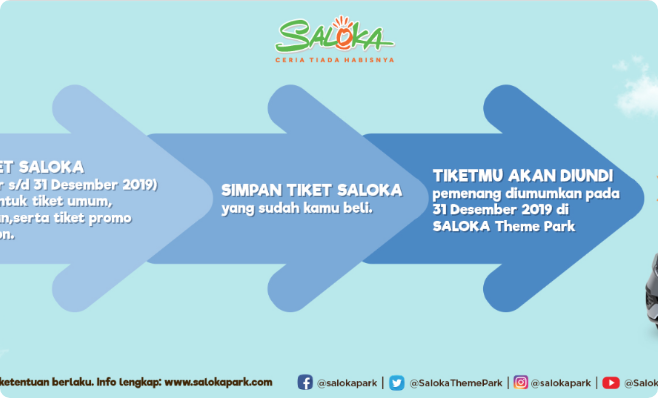 SALOKA
CERIA TIADA HABISNYA
ET SALOKA
r s/d 31 Desember 2019)
ntuk tiket umum,
n,serta tiket promo
on.
SIMPAN TIKET SALOKA
yang sudah kamu beli.
TIKETMU AKAN DIUNDI
pemenang diumumkan pada
31 Desember 2019 di
SALOKA Theme Park
ketentuan berlaku. Info lengkap: www.salokapark.com
@salokapark | @SalokaThemePark | @salokapark | @Salok